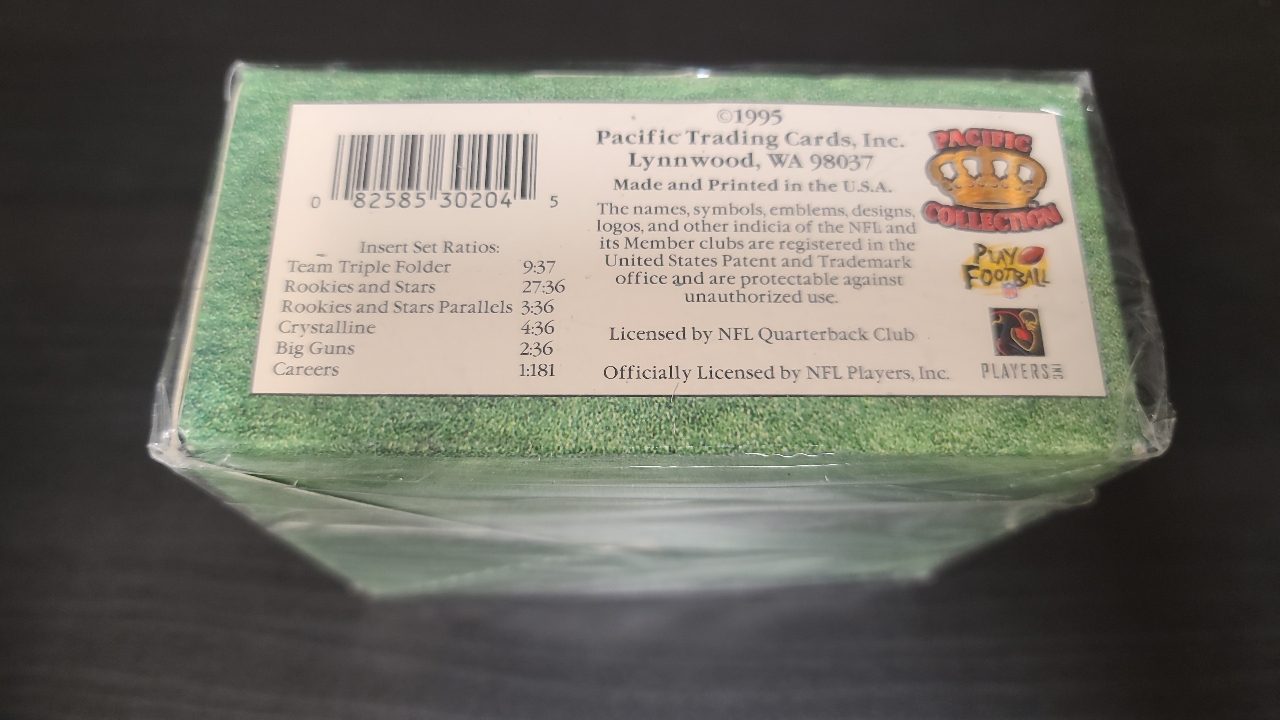 0 82585 30204 5
Insert Set Ratios:
Team Triple Folder 9:37
Rookies and Stars 27:36
Rookies and Stars Parallels 3:36
Crystalline 4:36
Big Guns 2:36
Careers 1:181
©1995
Pacific Trading Cards, Inc.
Lynnwood, WA 98037
Made and Printed in the U.S.A.
The names, symbols, emblems, designs,
logos, and other indicia of the NFL and
its Member clubs are registered in the
United States Patent and Trademark
office and are protectable against
unauthorized use.
Licensed by NFL Quarterback Club
Officially Licensed by NFL Players, Inc.
PACIFIC
COLLECTION
PLAY
FOOTBALL
PLAYERS INC